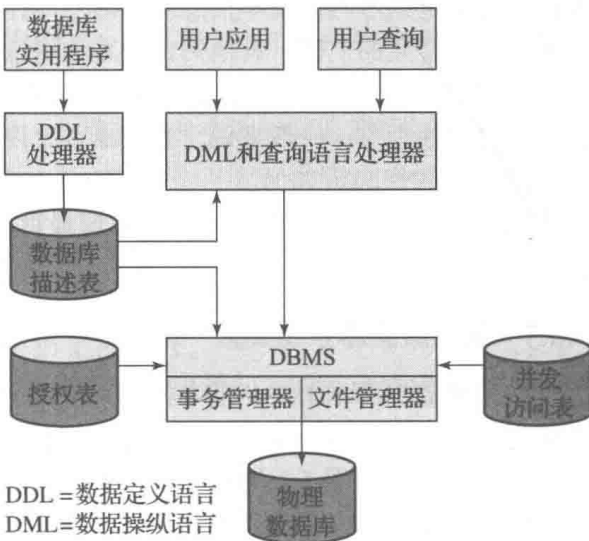 数据库
实用程序
用户应用
用户查询
DDL
处理器
DML和查询语言处理器
数据库
描述表
DBMS
授权表
事务管理器
文件管理器
并发
访问表
物理
数据库
DDL=数据定义语言
DML=数据操纵语言